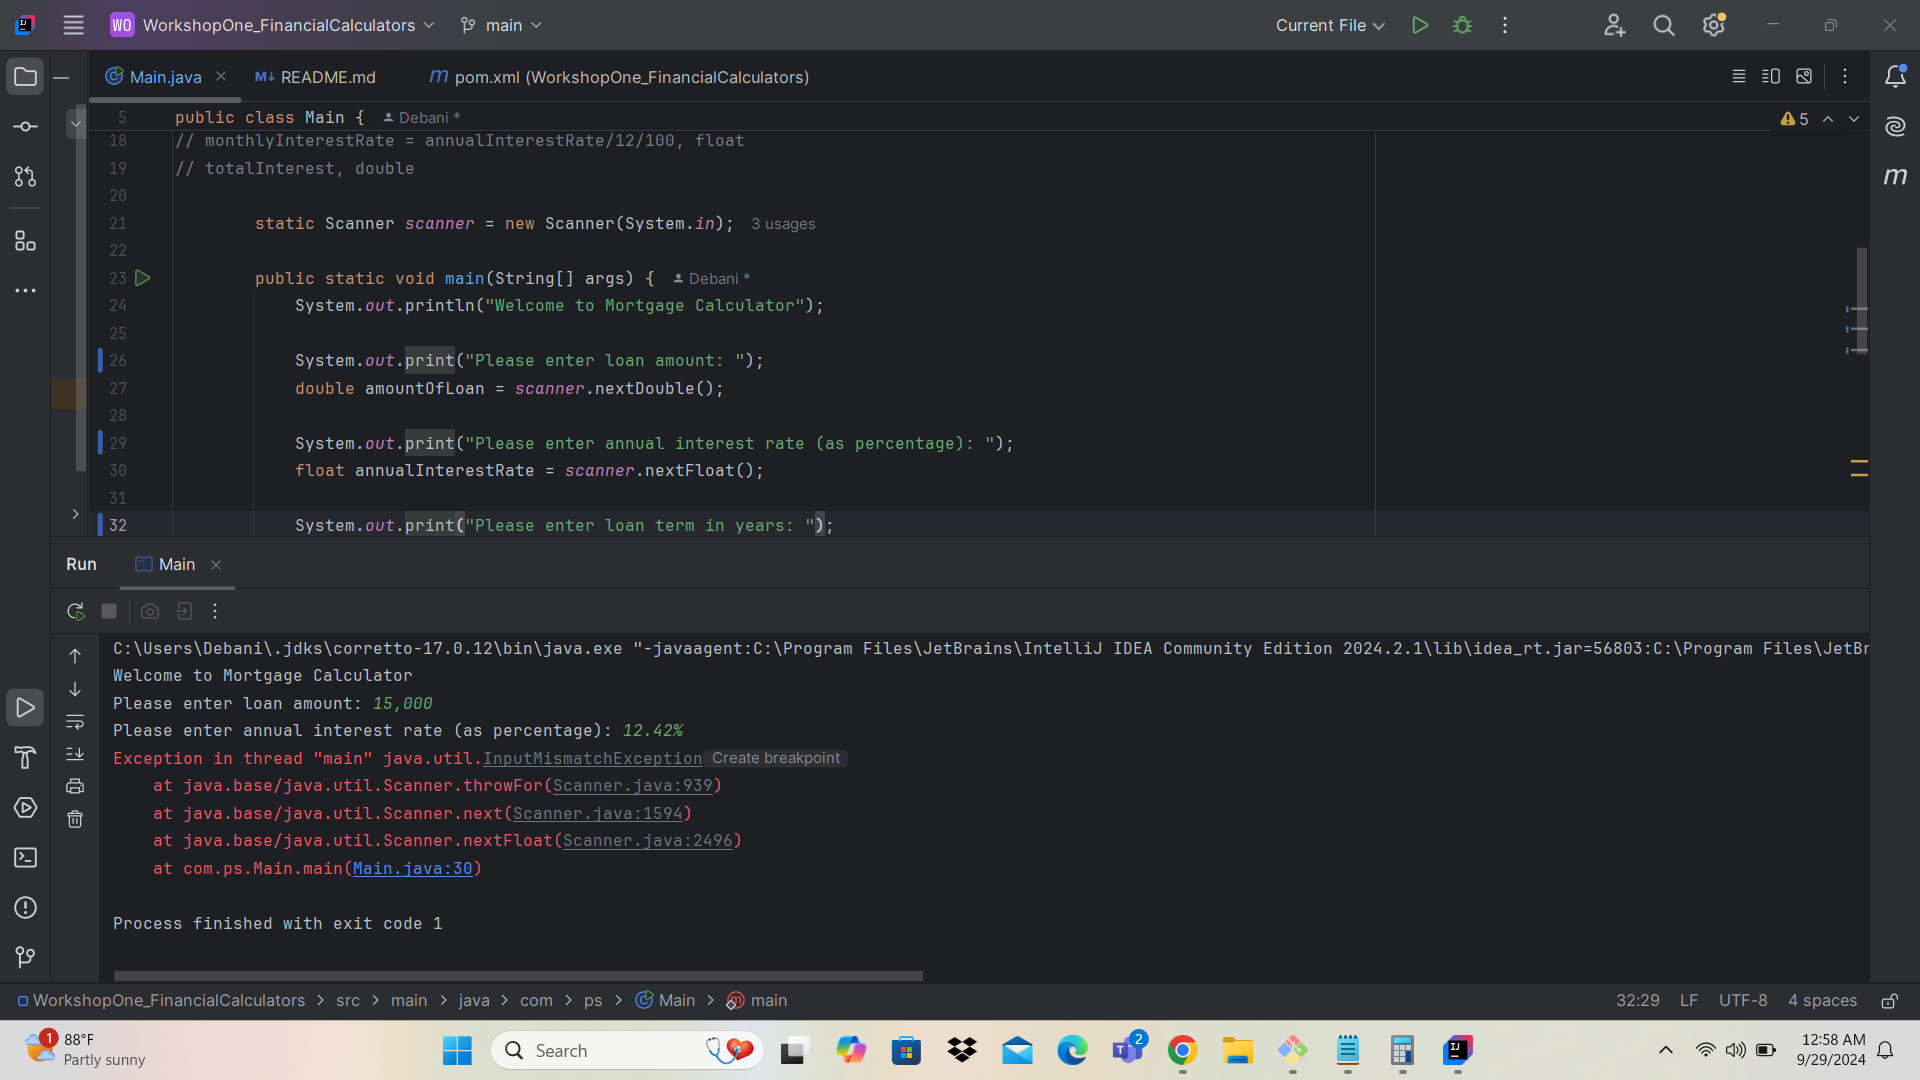 WO WorkshopOne_FinancialCalculators main Current File
Main.java README.md pom.xml (WorkshopOne_FinancialCalculators)
5 public class Main { Debani * 5
18 // monthlyInterestRate = annualInterestRate/12/100, float
19 // totalInterest, double
20
21 static Scanner scanner = new Scanner(System.in); 3 usages
22
23 public static void main(String[] args) { Debani *
24 System.out.println("Welcome to Mortgage Calculator");
25
26 System.out.print("Please enter loan amount: ");
27 double amountOfLoan = scanner.nextDouble();
28
29 System.out.print("Please enter annual interest rate (as percentage): ");
30 float annualInterestRate = scanner.nextFloat();
31
32 System.out.print("Please enter loan term in years: ");
Run Main
C:\Users\Debani\.jdks\corretto-17.0.12\bin\java.exe "-javaagent:C:\Program Files\JetBrains\IntelliJ IDEA Community Edition 2024.2.1\lib\idea_rt.jar=56803:C:\Program Files\JetBr
Welcome to Mortgage Calculator
Please enter loan amount: 15,000
Please enter annual interest rate (as percentage): 12.42%
Exception in thread "main" java.util.InputMismatchException Create breakpoint
at java.base/java.util.Scanner.throwFor(Scanner.java:939)
at java.base/java.util.Scanner.next(Scanner.java:1594)
at java.base/java.util.Scanner.nextFloat(Scanner.java:2496)
at com.ps.Main.main(Main.java:30)
Process finished with exit code 1
WorkshopOne_FinancialCalculators > src > main > java > com > ps > Main > main 32:29 LF UTF-8 4 spaces
1 88°F
Partly sunny
Search
2
12:58 AM
9/29/2024